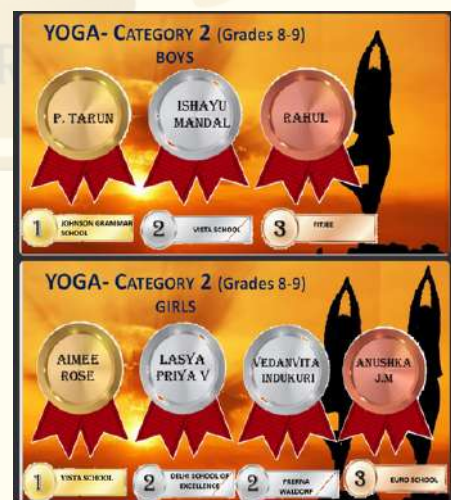 YOGA- CATEGORY 2 (Grades 8-9)
BOYS
P. TARUN
ISHAYU
MANDAL
RAHUL
1 JOHNSON GRAMMAR
SCHOOL
2 VISTA SCHOOL
3 FITJEE
YOGA- CATEGORY 2 (Grades 8-9)
GIRLS
AIMEE
ROSE
LASYA
PRIYA V
VEDANVITA
INDUKURI
ANUSHKA
J.M
1 VISTA SCHOOL
2 DELHI SCHOOL OF
EXCELLENCE
2 PRERNA
WALDORF
3 EURO SCHOOL